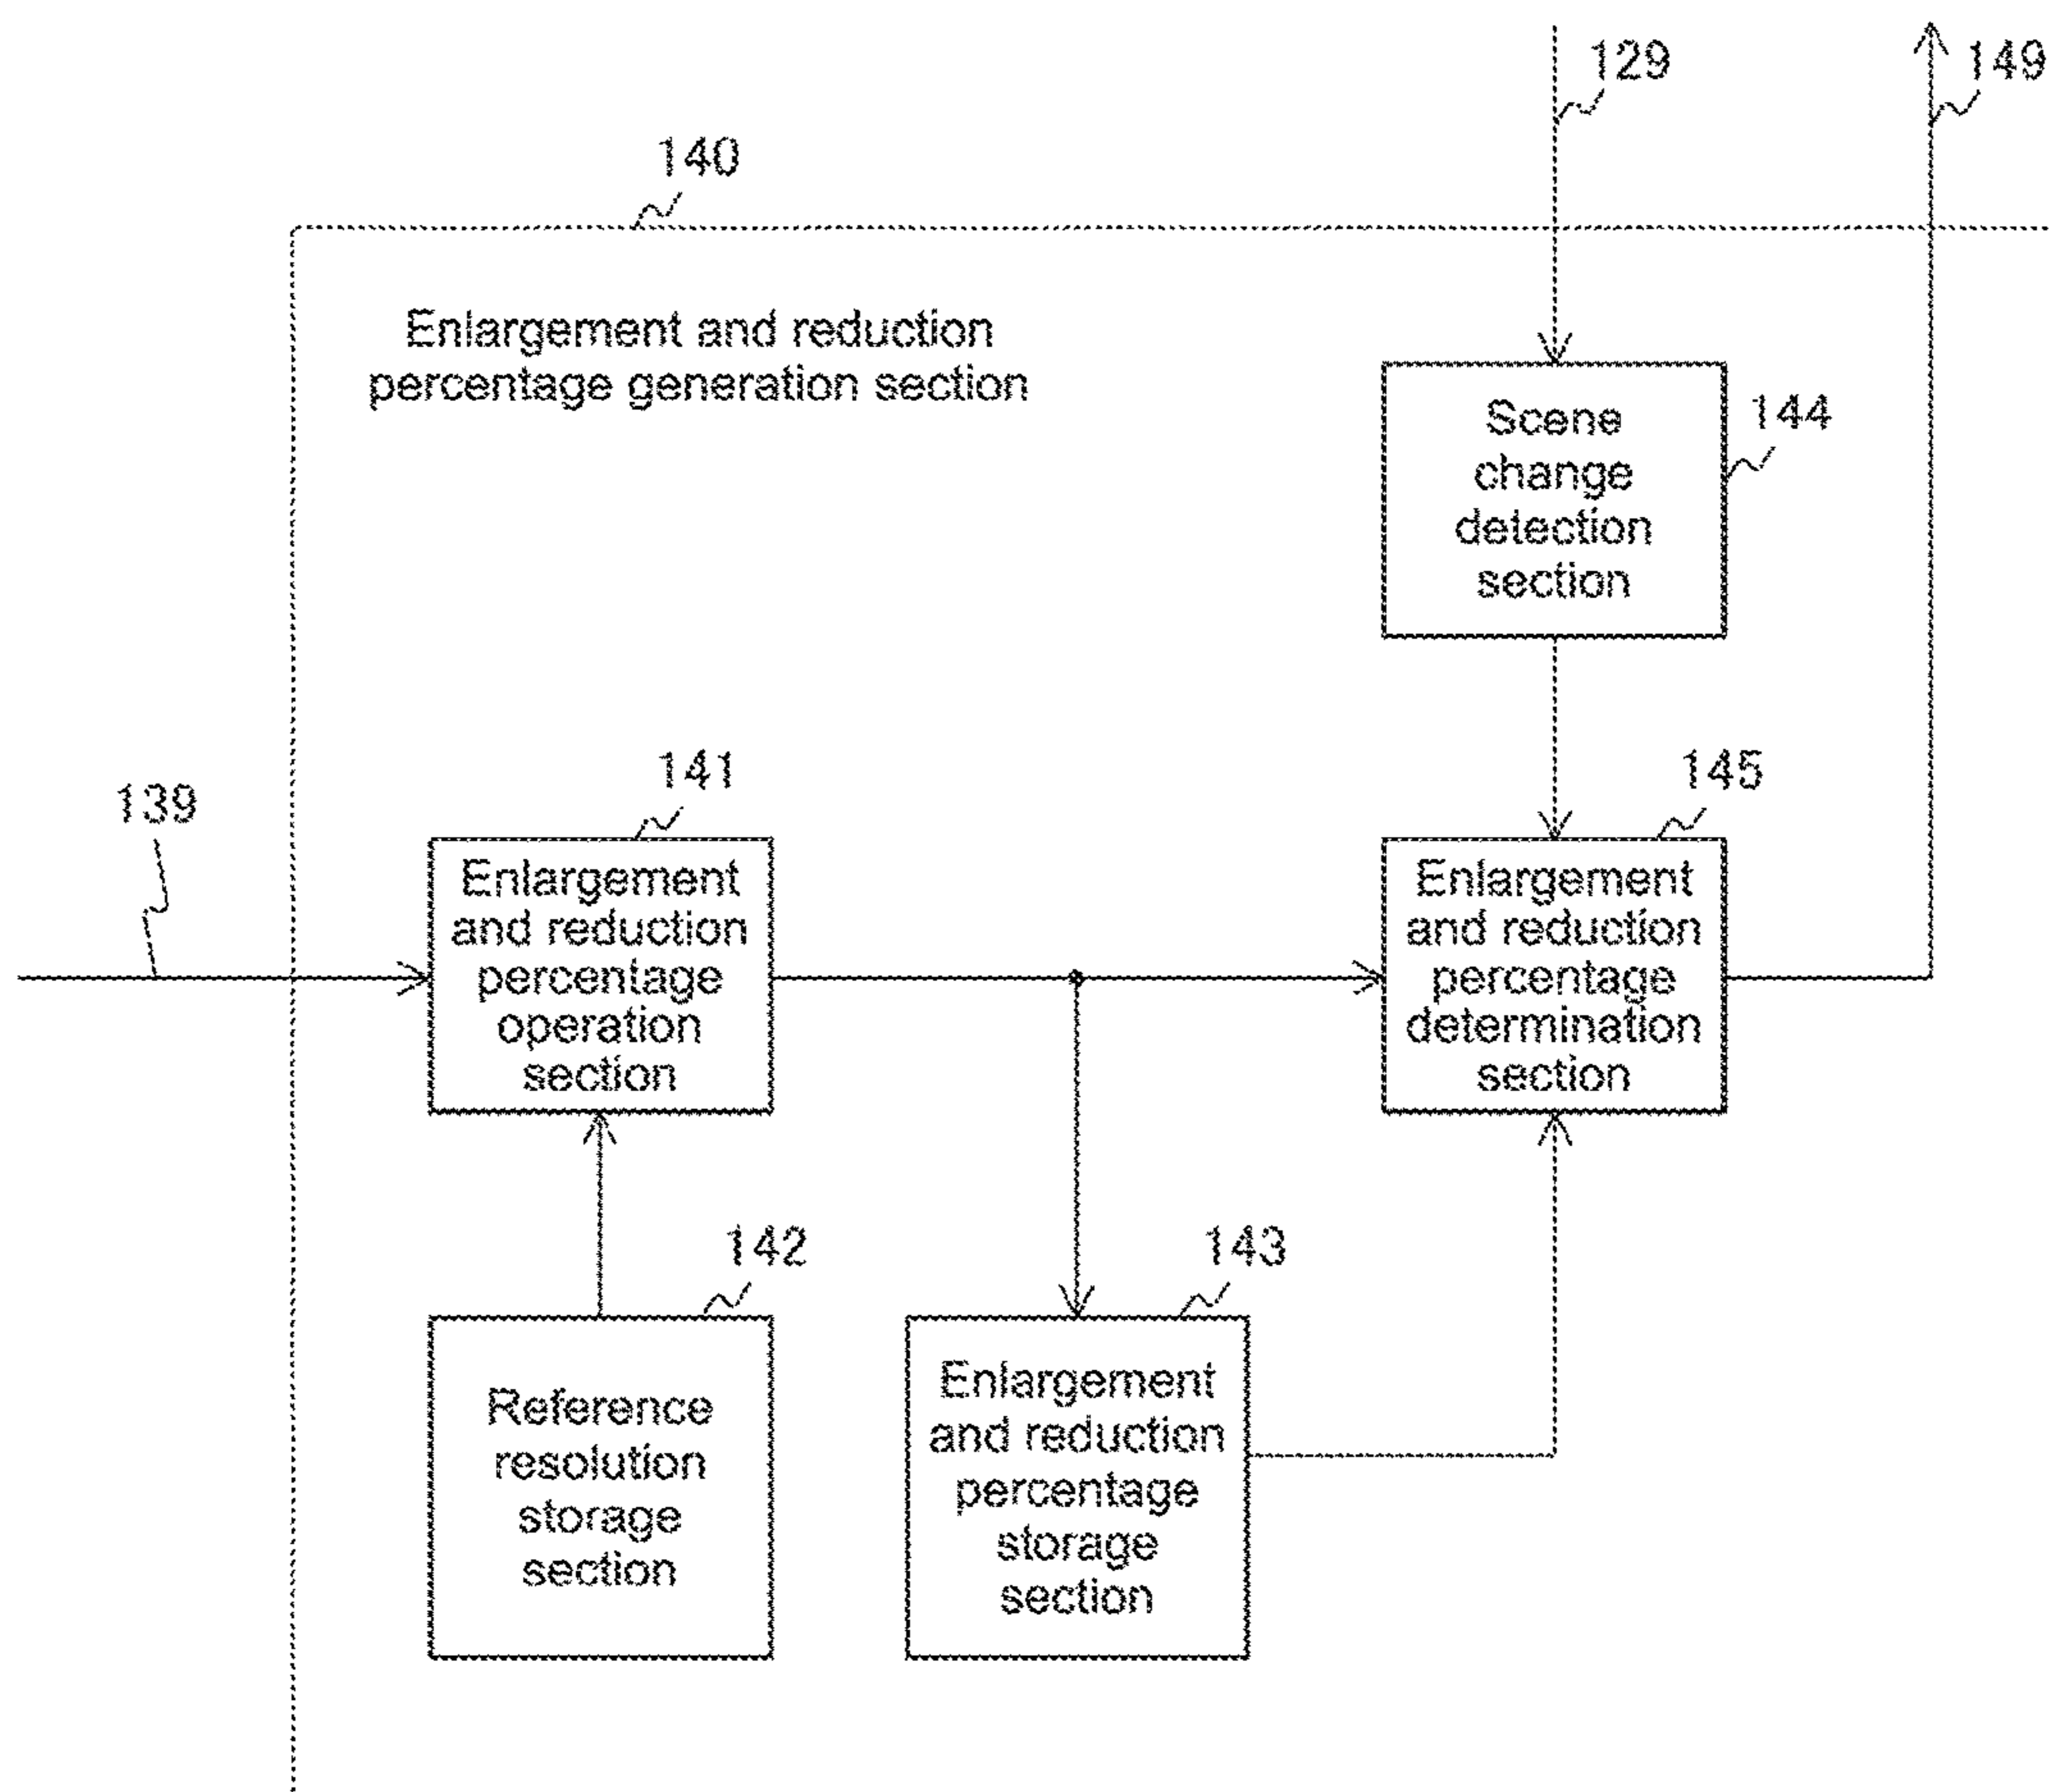 129
149
140
Enlargement and reduction
percentage generation section
Scene
change
detection
section
144
139
141
Enlargement
and reduction
percentage
operation
section
145
Enlargement
and reduction
percentage
determination
section
142
Reference
resolution
storage
section
143
Enlargement
and reduction
percentage
storage
section